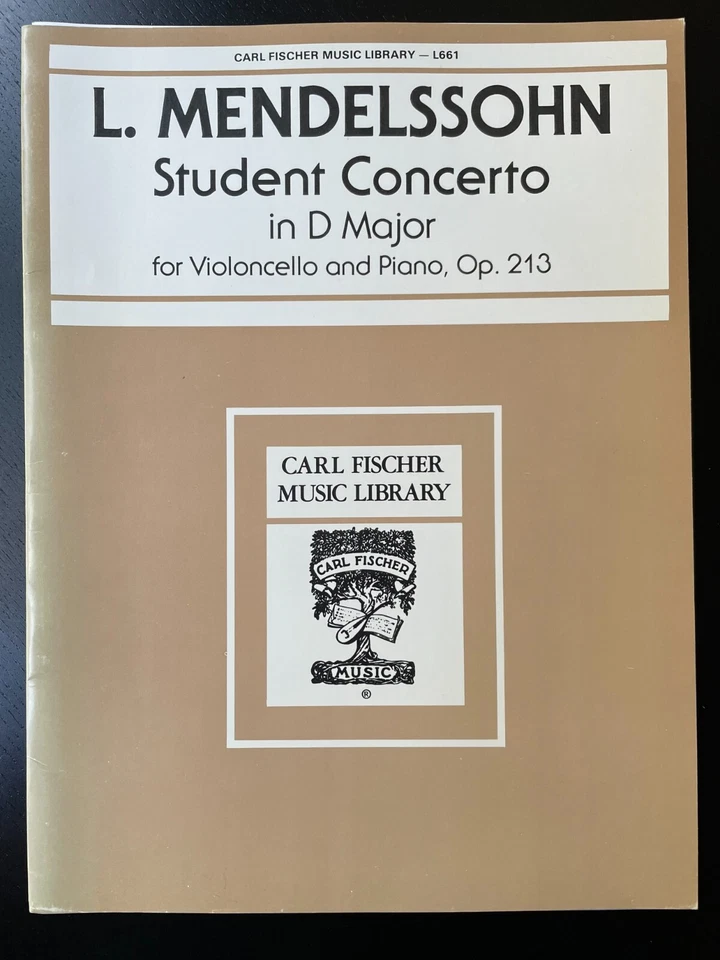 CARL FISCHER MUSIC LIBRARY — L661
L. MENDELSSOHN
Student Concerto
in D Major
for Violoncello and Piano, Op. 213
CARL FISCHER
MUSIC LIBRARY
CARL FISCHER
MUSIC
®